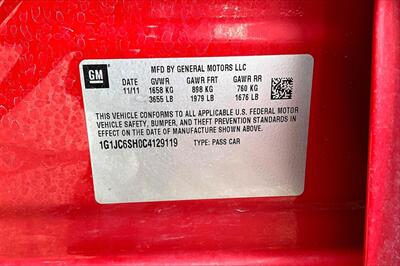 GM
MFD BY GENERAL MOTORS LLC
DATE GVWR GAWR FRT GAWR RR
11/11 1658 KG 898 KG 760 KG
3655 LB 1979 LB 1676 LB
THIS VEHICLE CONFORMS TO ALL APPLICABLE U.S. FEDERAL MOTOR
VEHICLE SAFETY, BUMPER, AND THEFT PREVENTION STANDARDS IN
EFFECT ON THE DATE OF MANUFACTURE SHOWN ABOVE.
1G1JC6SH0C4129119 TYPE: PASS CAR